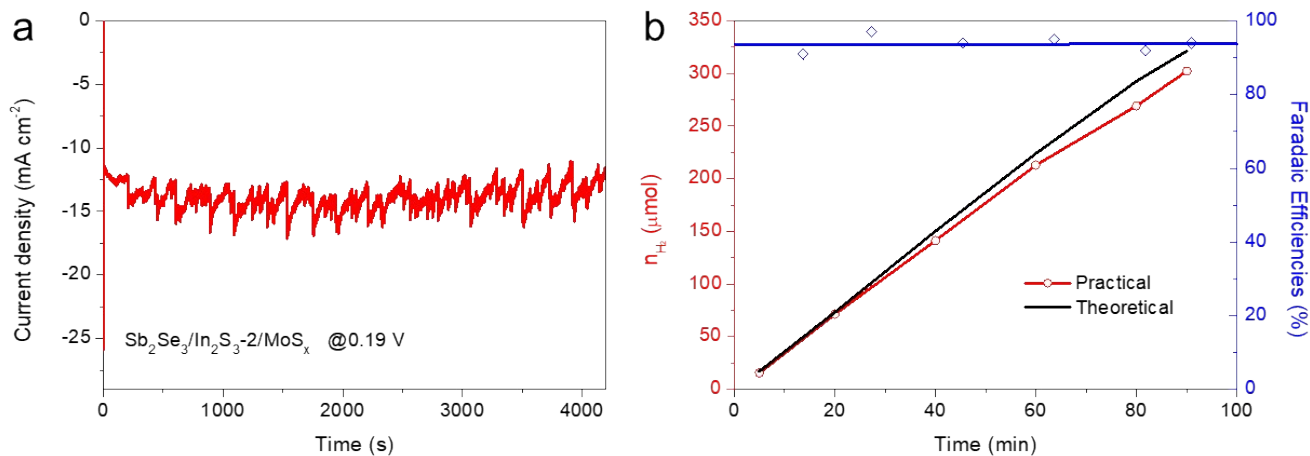 a
0
-5
-10
-15
-20
-25
Current density (mA cm⁻²)
Sb₂Se₃/In₂S₃-2/MoSₓ @0.19 V
0 1000 2000 3000 4000
Time (s)
b
350
300
250
200
150
100
50
0
n_H₂ (μmol)
Practical
Theoretical
100
80
60
40
20
0
Faradaic Efficiencies (%)
0 20 40 60 80 100
Time (min)